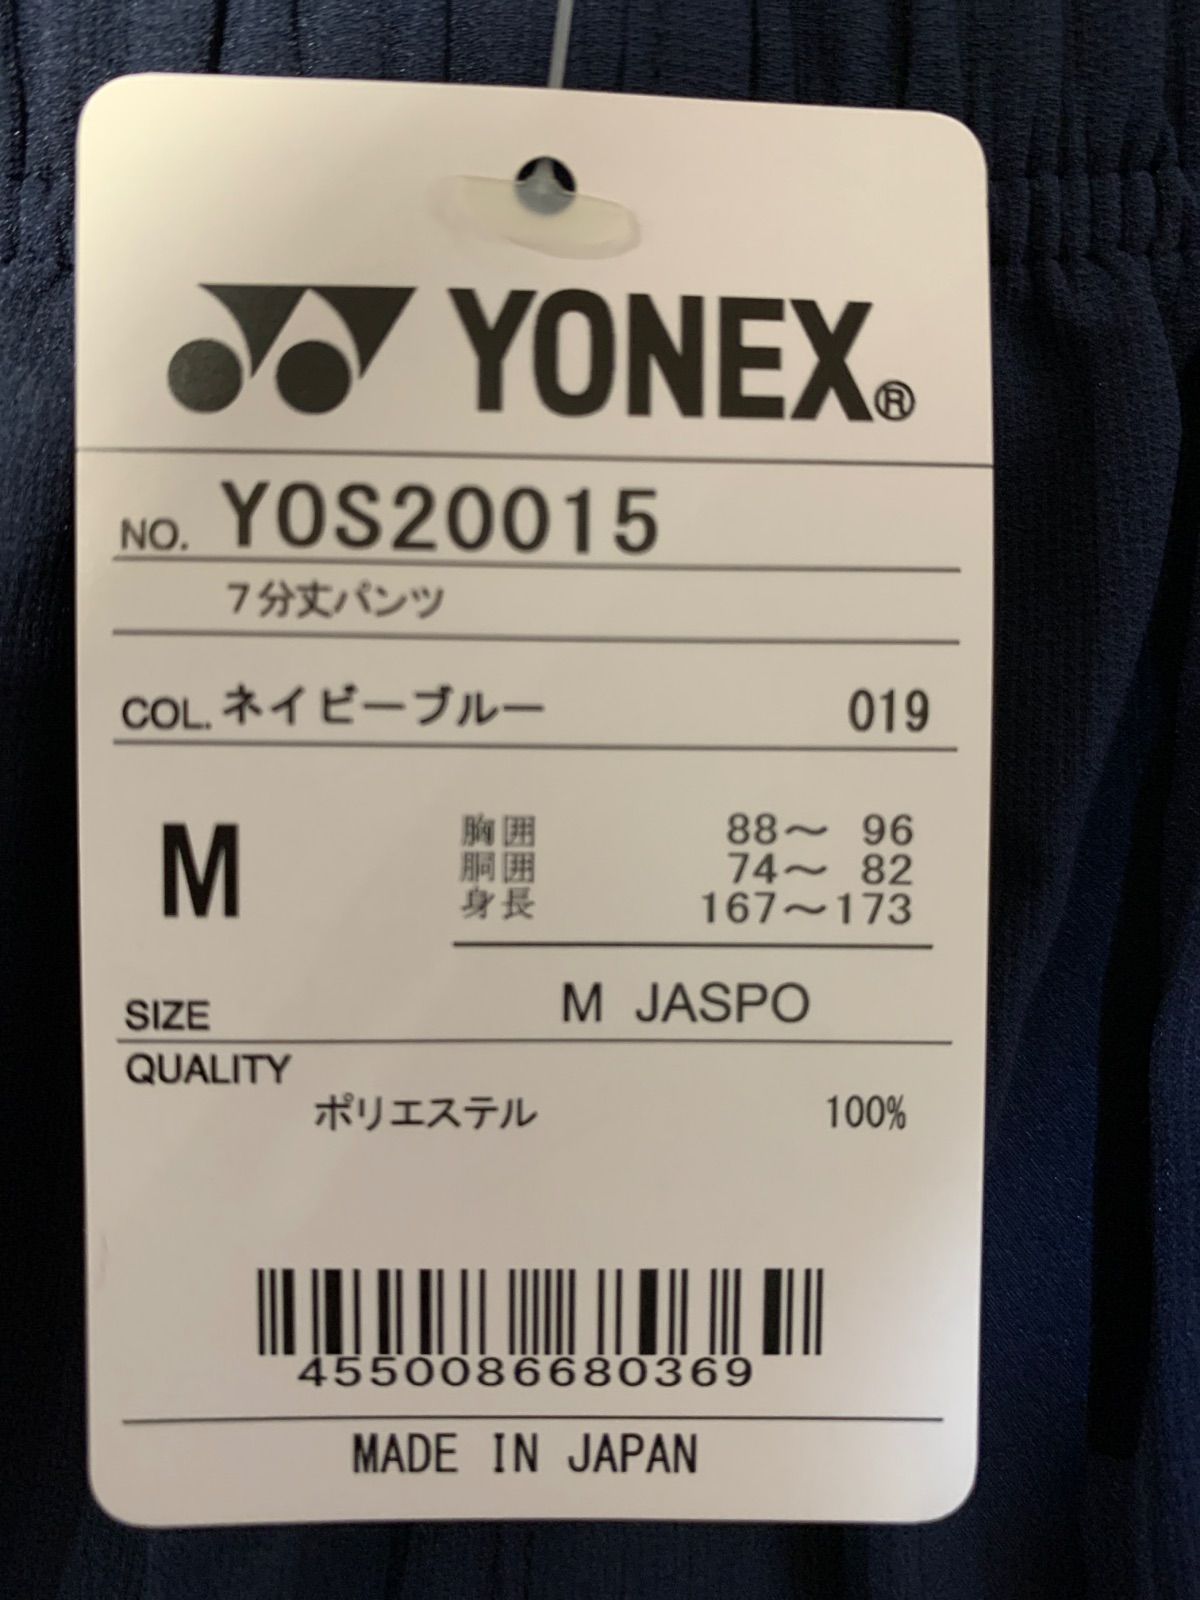 YONEX®
NO. YOS20015
7分丈パンツ
COL. ネイビーブルー 019
M
胸囲 88～ 96
胴囲 74～ 82
身長 167～173
SIZE M JASPO
QUALITY
ポリエステル 100%
4550086680369
MADE IN JAPAN